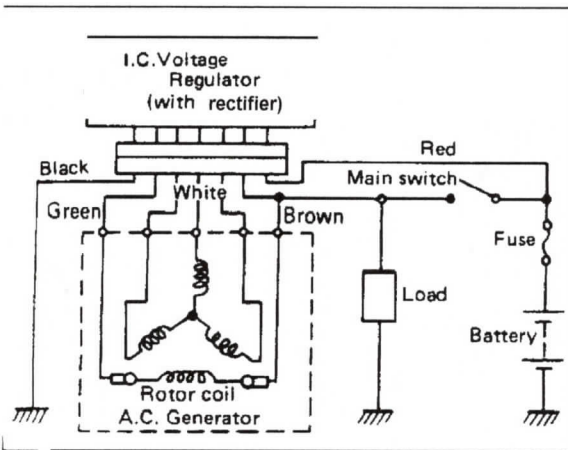 I.C.Voltage
Regulator
(with rectifier)
Red
Black
Main switch
White
Green
Brown
Fuse
Load
Battery
Rotor coil
A.C. Generator